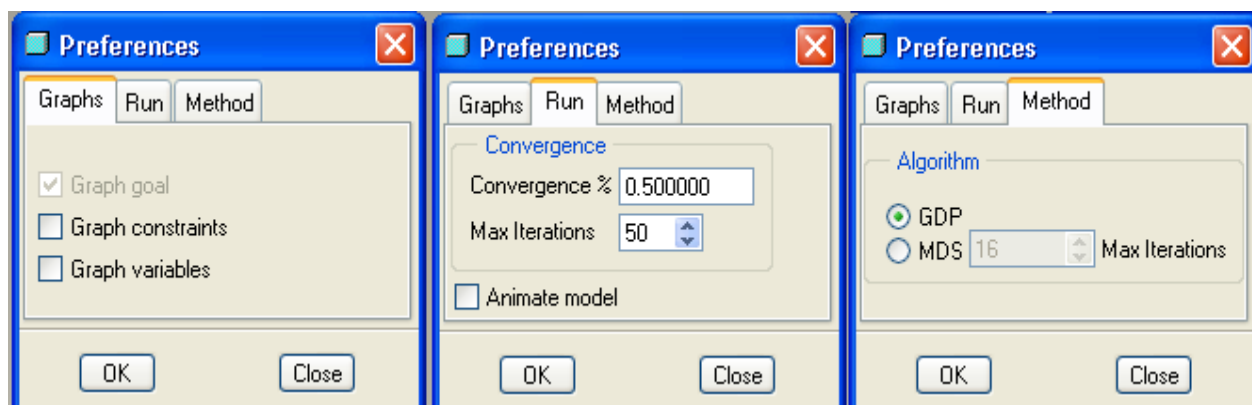 Preferences
Graphs Run Method
Graph goal
Graph constraints
Graph variables
OK Close
Preferences
Graphs Run Method
Convergence
Convergence % 0.500000
Max Iterations 50
Animate model
OK Close
Preferences
Graphs Run Method
Algorithm
GDP
MDS 16 Max Iterations
OK Close